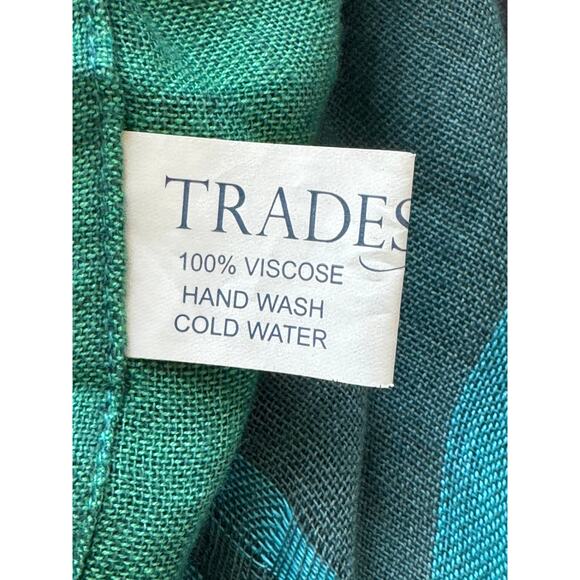 TRADES
100% VISCOSE
HAND WASH
COLD WATER